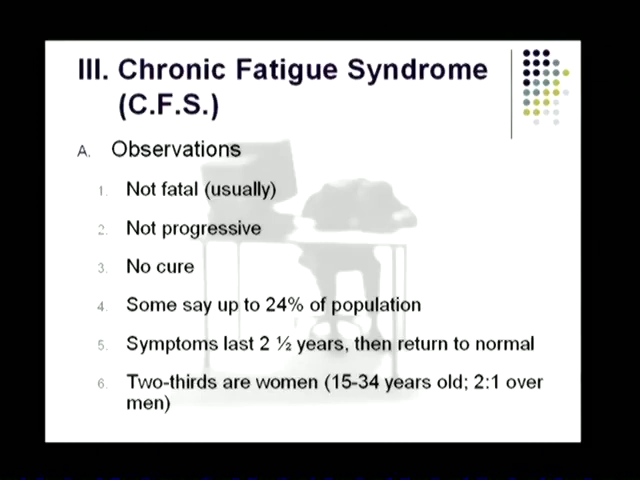 III. Chronic Fatigue Syndrome
(C.F.S.)
A. Observations
1. Not fatal (usually)
2. Not progressive
3. No cure
4. Some say up to 24% of population
5. Symptoms last 2 ½ years, then return to normal
6. Two-thirds are women (15-34 years old; 2:1 over
men)